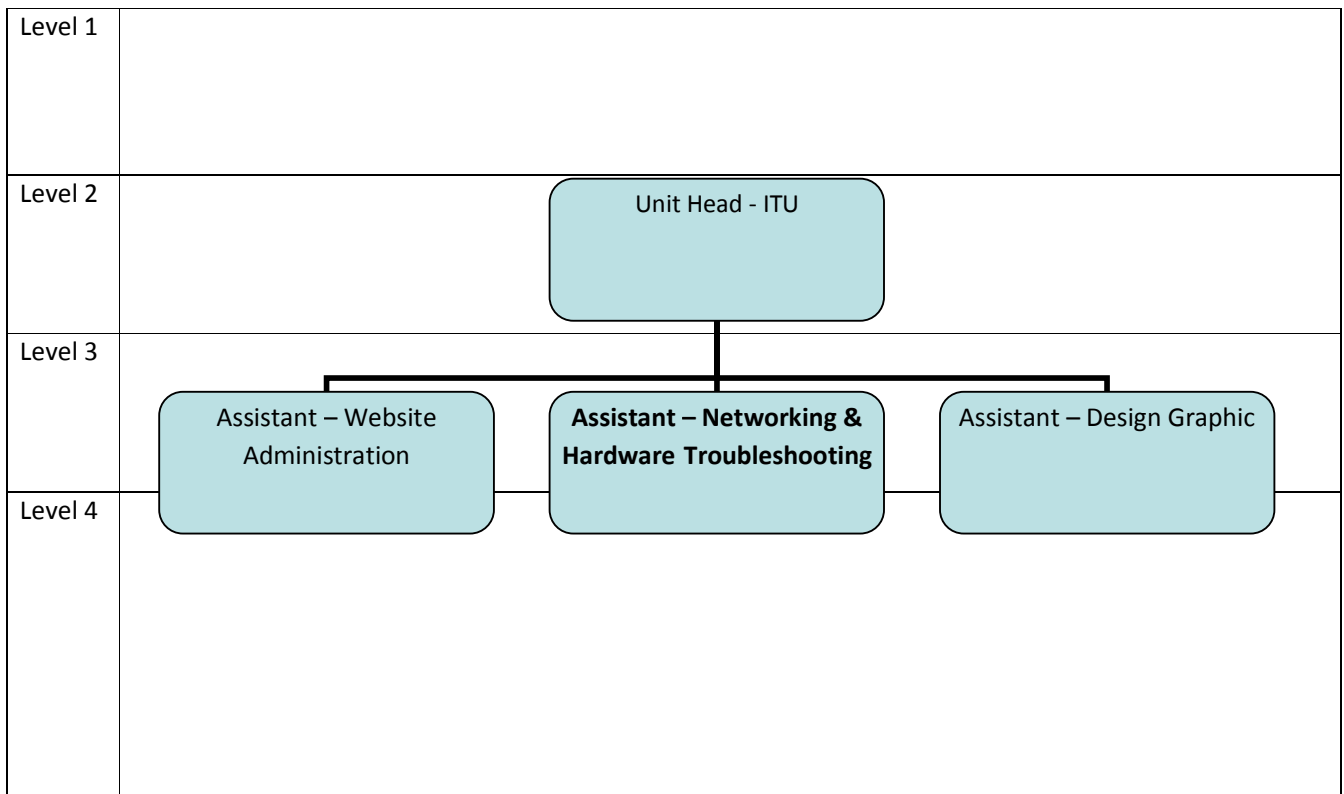 Level 1
Level 2
Unit Head - ITU
Level 3
Assistant – Website
Administration
Assistant – Networking &
Hardware Troubleshooting
Assistant – Design Graphic
Level 4